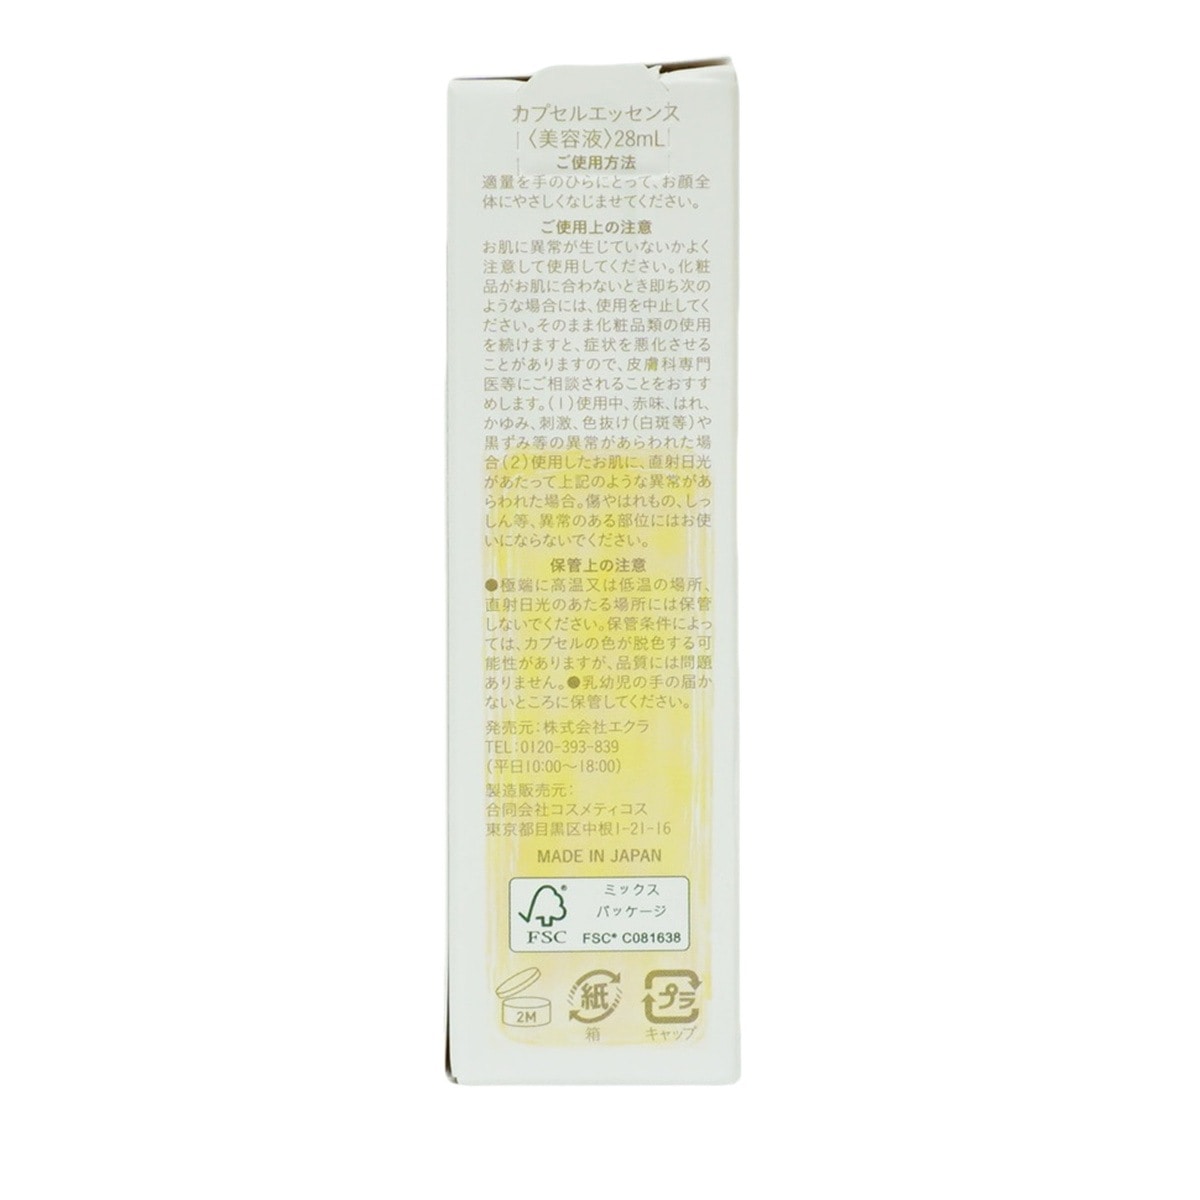 カプセルエッセンス
〈美容液〉28mL
ご使用方法
適量を手のひらにとって、お顔全
体にやさしくなじませてください。
ご使用上の注意
お肌に異常が生じていないかよく
注意して使用してください。化粧
品がお肌に合わないとき即ち次の
ような場合には、使用を中止してく
ださい。そのまま化粧品類の使用
を続けますと、症状を悪化させる
ことがありますので、皮膚科専門
医等にご相談されることをおすす
めします。(1)使用中、赤味、はれ、
かゆみ、刺激、色抜け(白斑等)や
黒ずみ等の異常があらわれた場
合(2)使用したお肌に、直射日光
があたって上記のような異常があ
らわれた場合。傷やはれもの、しっ
しん等、異常のある部位にはお使
いにならないでください。
保管上の注意
●極端に高温又は低温の場所、
直射日光のあたる場所には保管
しないでください。保管条件によっ
ては、カプセルの色が脱色する可
能性がありますが、品質には問題
ありません。●乳幼児の手の届か
ないところに保管してください。
発売元：株式会社エクラ
TEL：0120-393-839
(平日10:00〜18:00)
製造販売元：
合同会社コスメティコス
東京都目黒区中根1-21-16
MADE IN JAPAN
ミックス
パッケージ
FSC® C081638
FSC
2M
紙
箱
プラ
キャップ